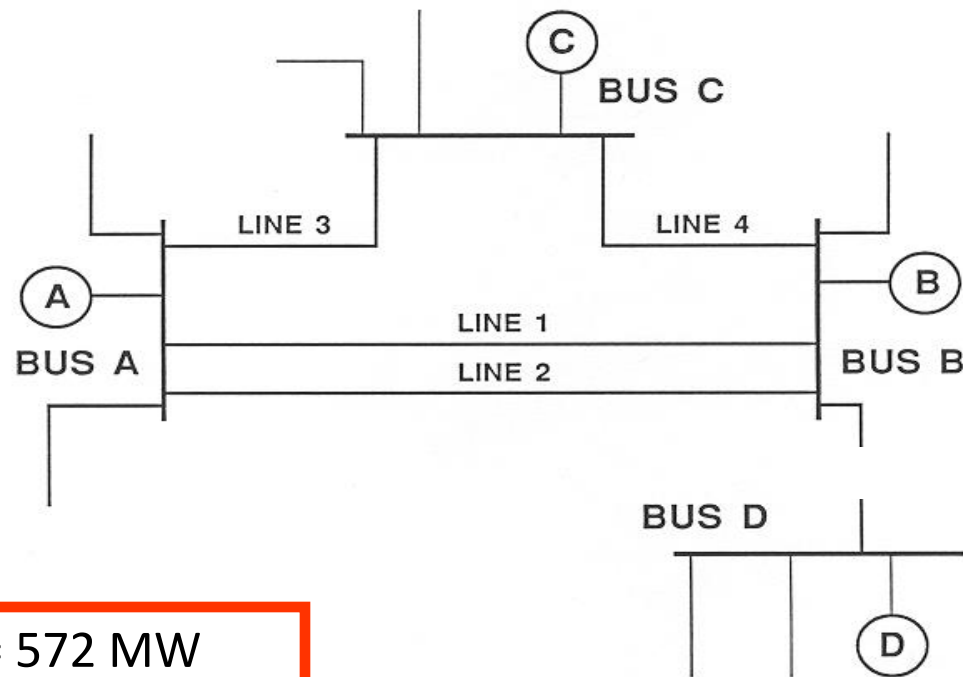 C
BUS C
LINE 3
LINE 4
A
B
LINE 1
BUS A
BUS B
LINE 2
BUS D
= 572 MW
D